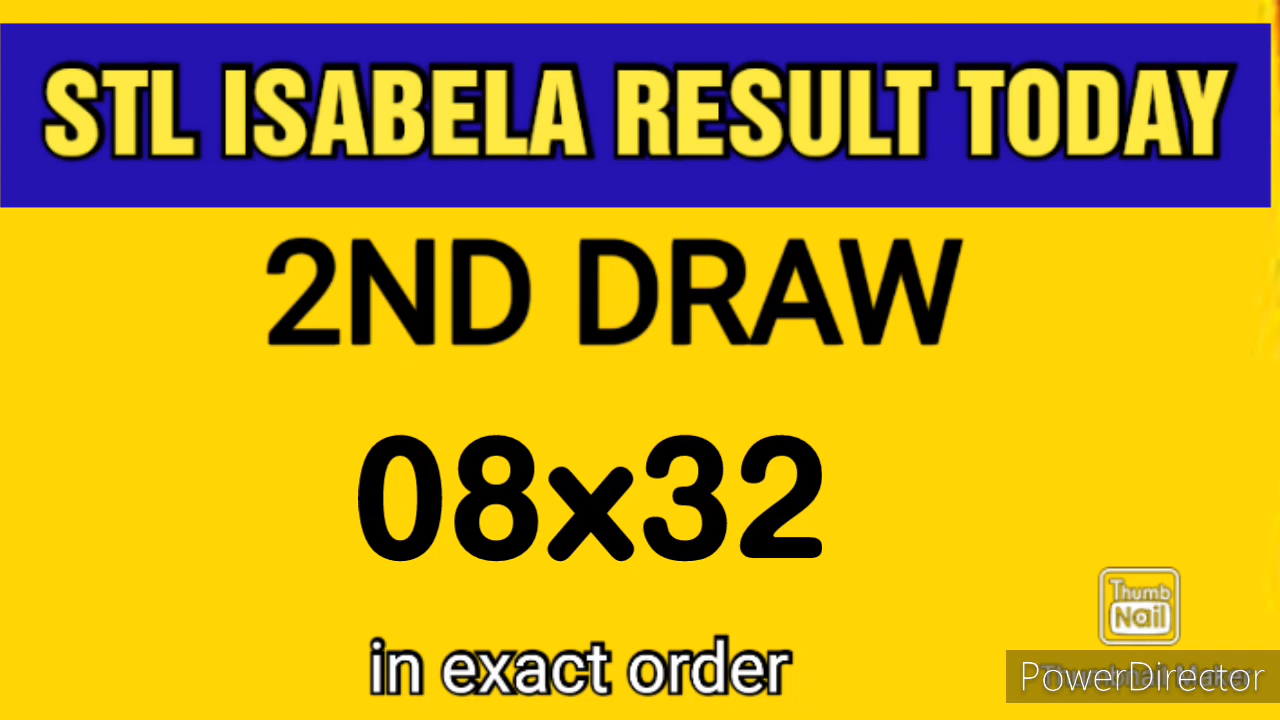 STL ISABELA RESULT TODAY
2ND DRAW
08x32
in exact order
Thumb
Nail
PowerDirector